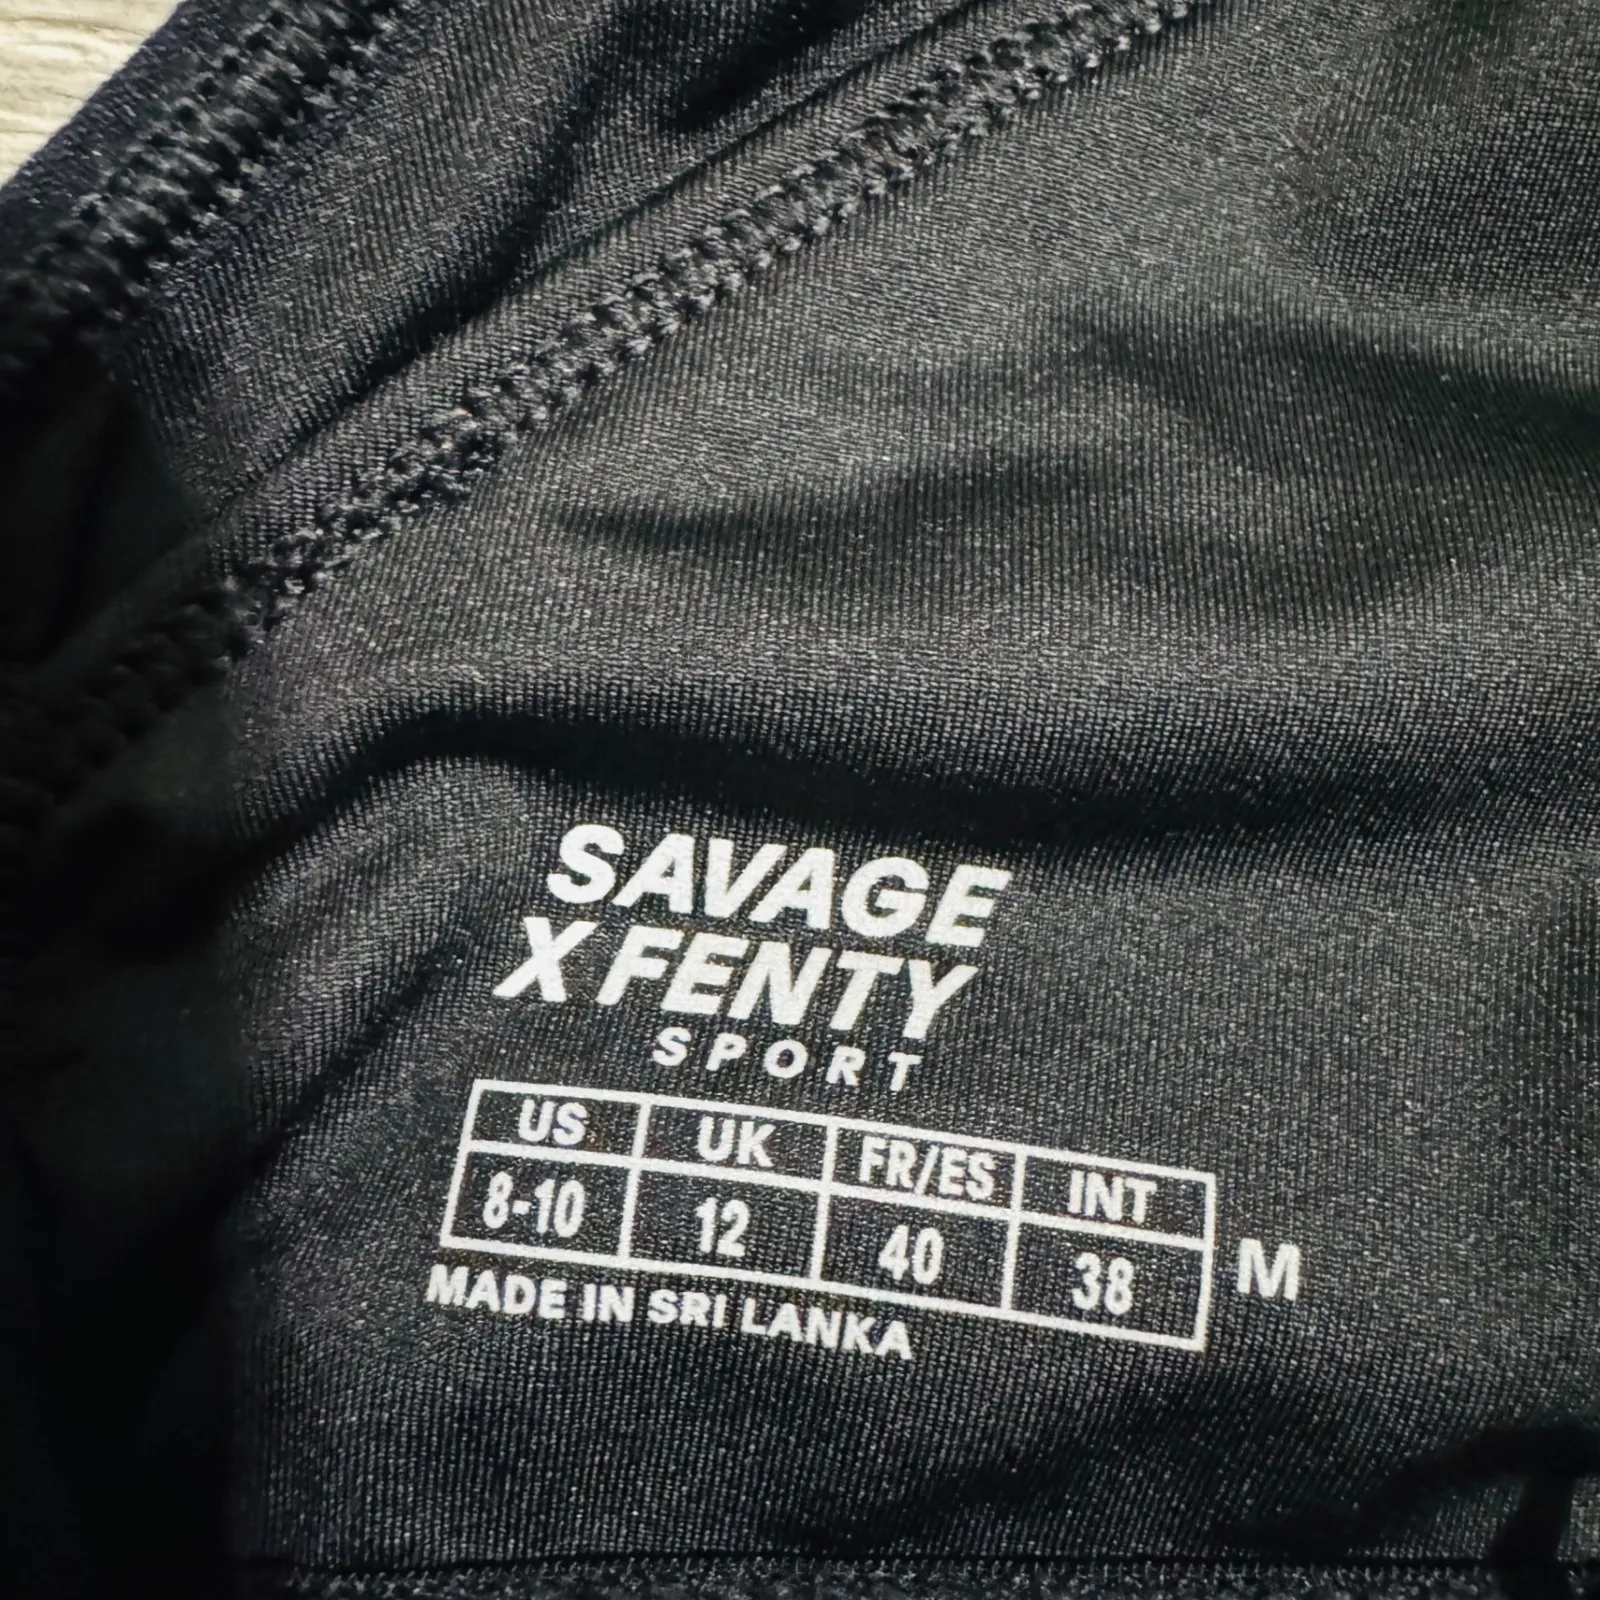 SAVAGE
X FENTY
SPORT
US UK FR/ES INT
8-10 12 40 38 M
MADE IN SRI LANKA